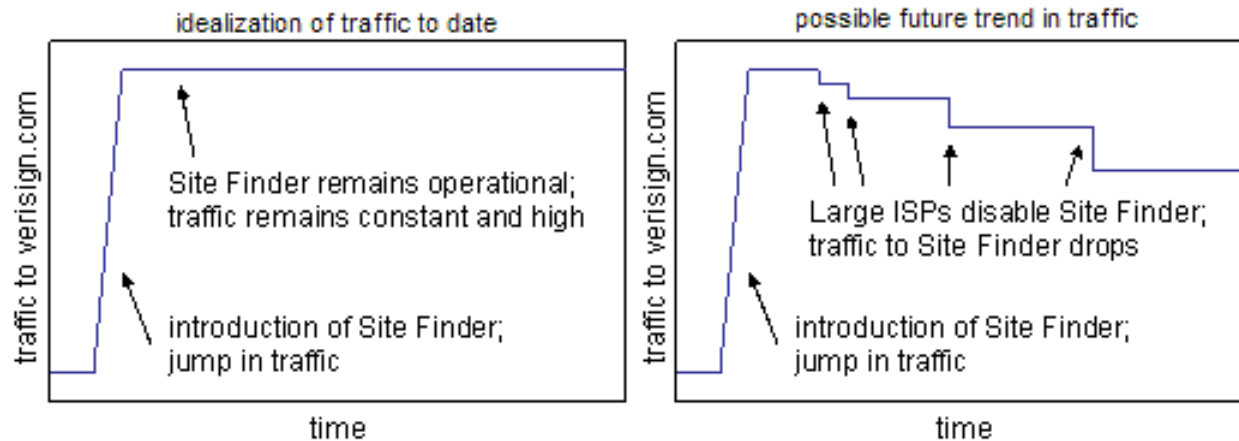 idealization of traffic to date
traffic to verisign.com
Site Finder remains operational;
traffic remains constant and high
introduction of Site Finder;
jump in traffic
time
possible future trend in traffic
traffic to verisign.com
Large ISPs disable Site Finder;
traffic to Site Finder drops
introduction of Site Finder;
jump in traffic
time